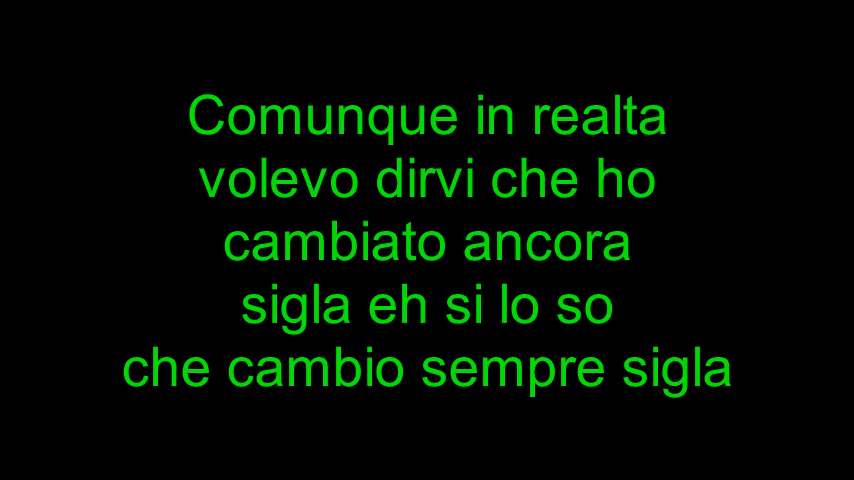 Comunque in realta
volevo dirvi che ho
cambiato ancora
sigla eh si lo so
che cambio sempre sigla